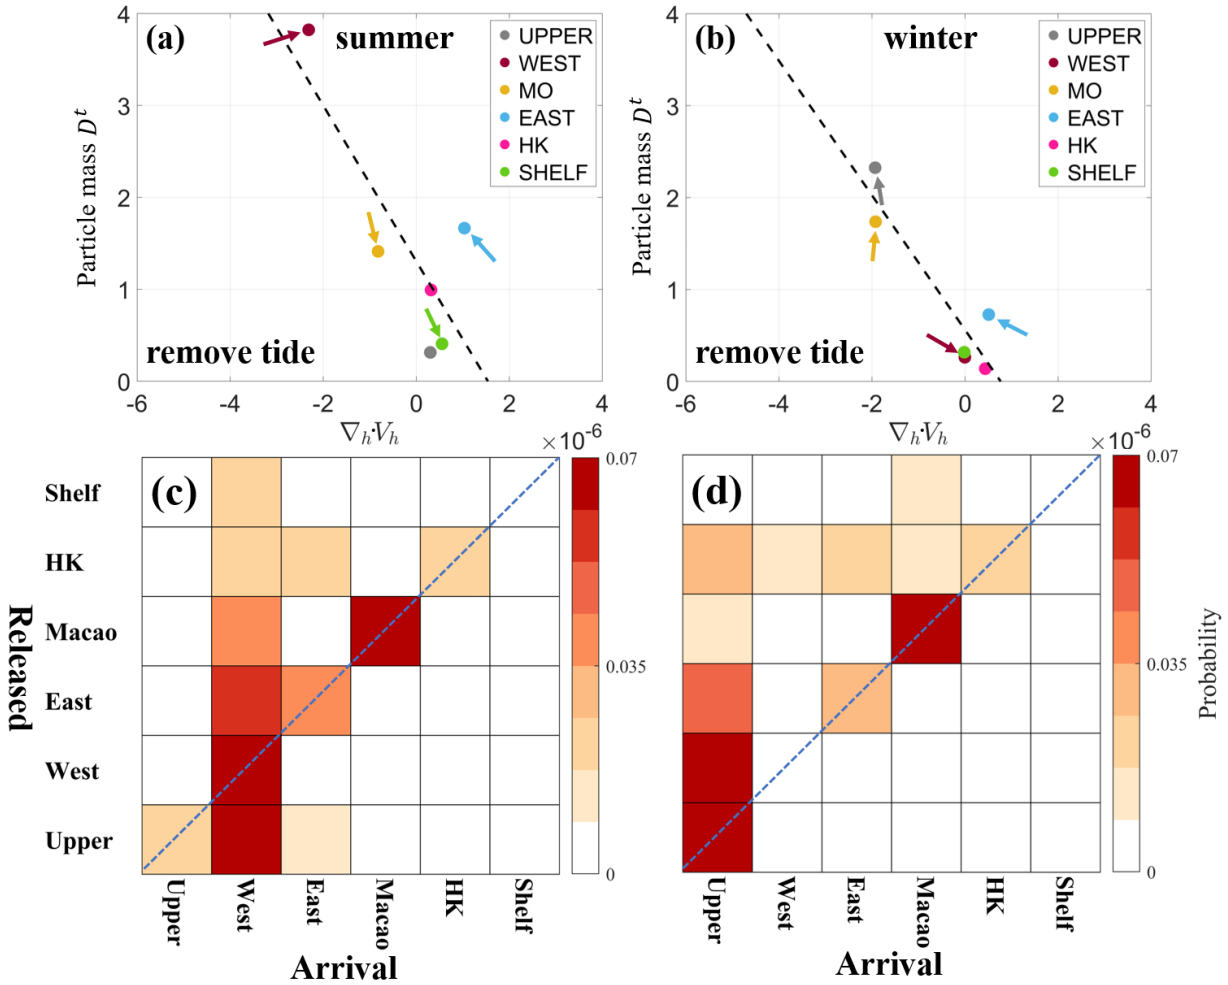 (a) summer
UPPER
WEST
MO
EAST
HK
SHELF
remove tide
Particle mass D^t
4
3
2
1
0
-6 -4 -2 0 2 4
∇h·Vh
(b) winter
UPPER
WEST
MO
EAST
HK
SHELF
remove tide
Particle mass D^t
4
3
2
1
0
-6 -4 -2 0 2 4
∇h·Vh
(c)
Released
Shelf
HK
Macao
East
West
Upper
Upper West East Macao HK Shelf
Arrival
×10^-6
0.07
0.035
0
(d)
Upper West East Macao HK Shelf
Arrival
×10^-6
0.07
0.035
0
Probability